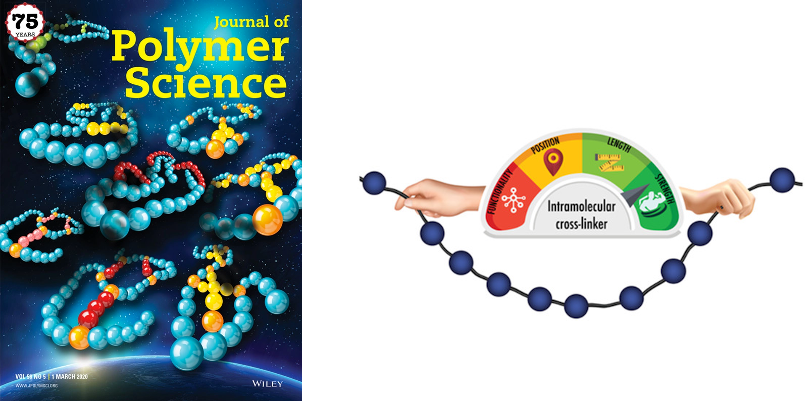 75
YEARS
Journal of
Polymer
Science
VOL 58 NO 5 | 1 MARCH 2020
WILEY
FUNCTIONALITY
POSITION
LENGTH
STRENGTH
Intramolecular
cross-linker